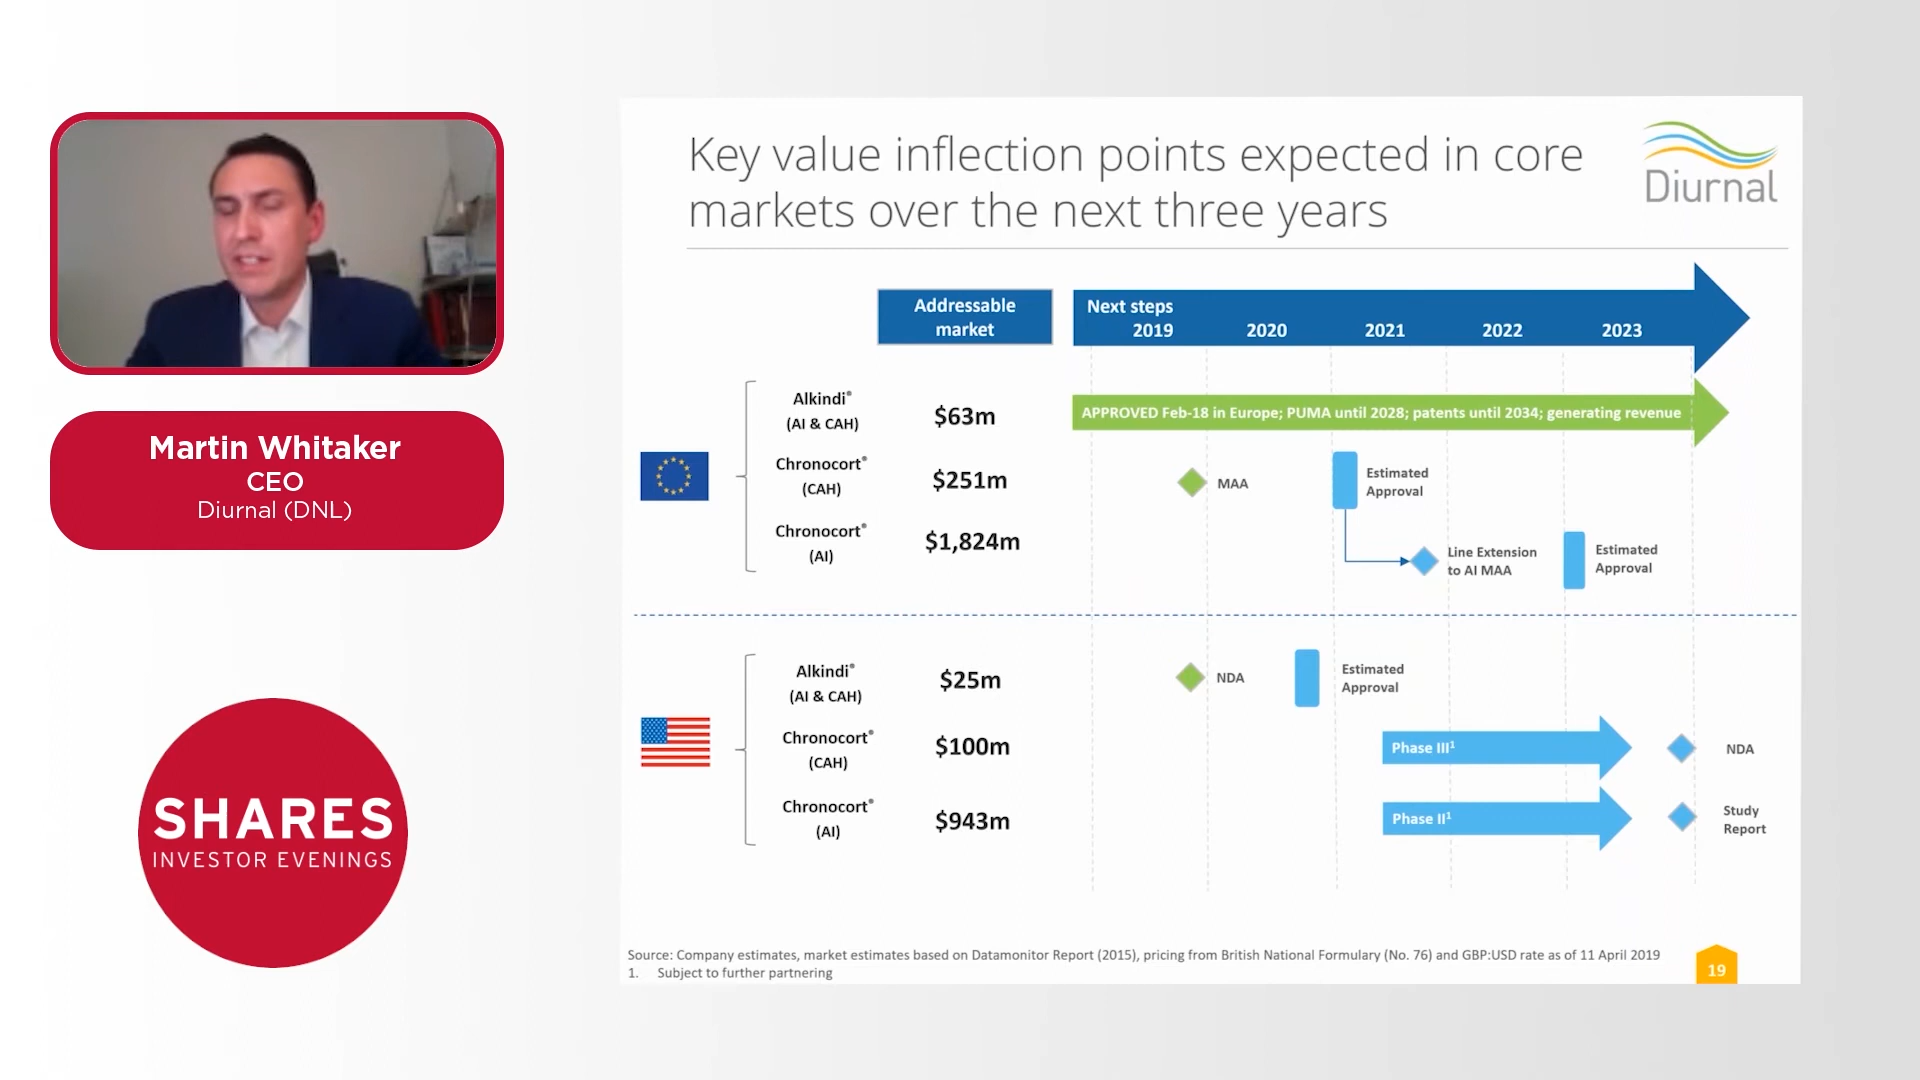 Martin Whitaker
CEO
Diurnal (DNL)
SHARES
INVESTOR EVENINGS
Key value inflection points expected in core
markets over the next three years
Diurnal
Addressable
market
Next steps
2019 2020 2021 2022 2023
Alkindi®
(AI & CAH)
$63m
APPROVED Feb-18 in Europe; PUMA until 2028; patents until 2034; generating revenue
Chronocort®
(CAH)
$251m
MAA
Estimated
Approval
Chronocort®
(AI)
$1,824m
Line Extension
to AI MAA
Estimated
Approval
Alkindi®
(AI & CAH)
$25m
NDA
Estimated
Approval
Chronocort®
(CAH)
$100m
Phase III¹
NDA
Chronocort®
(AI)
$943m
Phase II¹
Study
Report
Source: Company estimates, market estimates based on Datamonitor Report (2015), pricing from British National Formulary (No. 76) and GBP:USD rate as of 11 April 2019
1. Subject to further partnering
19